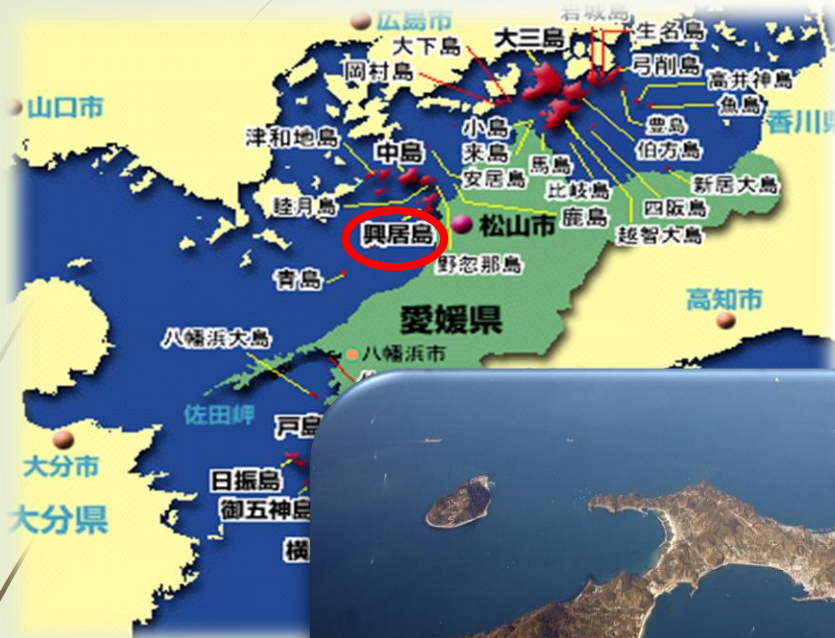 広島市
岩城島
生名島
大下島
大三島
岡村島
弓削島
高井神島
山口市
魚島
香川県
小島
豊島
津和地島
来島
馬島
伯方島
中島
安居島
比岐島
新居大島
睦月島
鹿島
四阪島
松山市
越智大島
興居島
野忽那島
青島
高知市
愛媛県
八幡浜大島
八幡浜市
佐田岬
戸島
大分市
日振島
御五神島
大分県
横